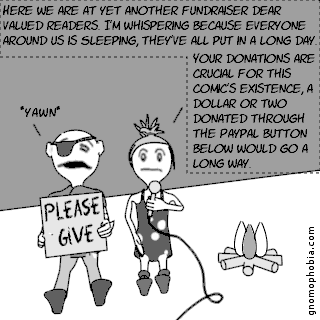 HERE WE ARE AT YET ANOTHER FUNDRAISER DEAR
VALUED READERS. I'M WHISPERING BECAUSE EVERYONE
AROUND US IS SLEEPING, THEY'VE ALL PUT IN A LONG DAY.
YOUR DONATIONS ARE
CRUCIAL FOR THIS
COMIC'S EXISTENCE, A
DOLLAR OR TWO
DONATED THROUGH
THE PAYPAL BUTTON
BELOW WOULD GO A
LONG WAY.
*YAWN*
PLEASE
GIVE
gnomophobia.com